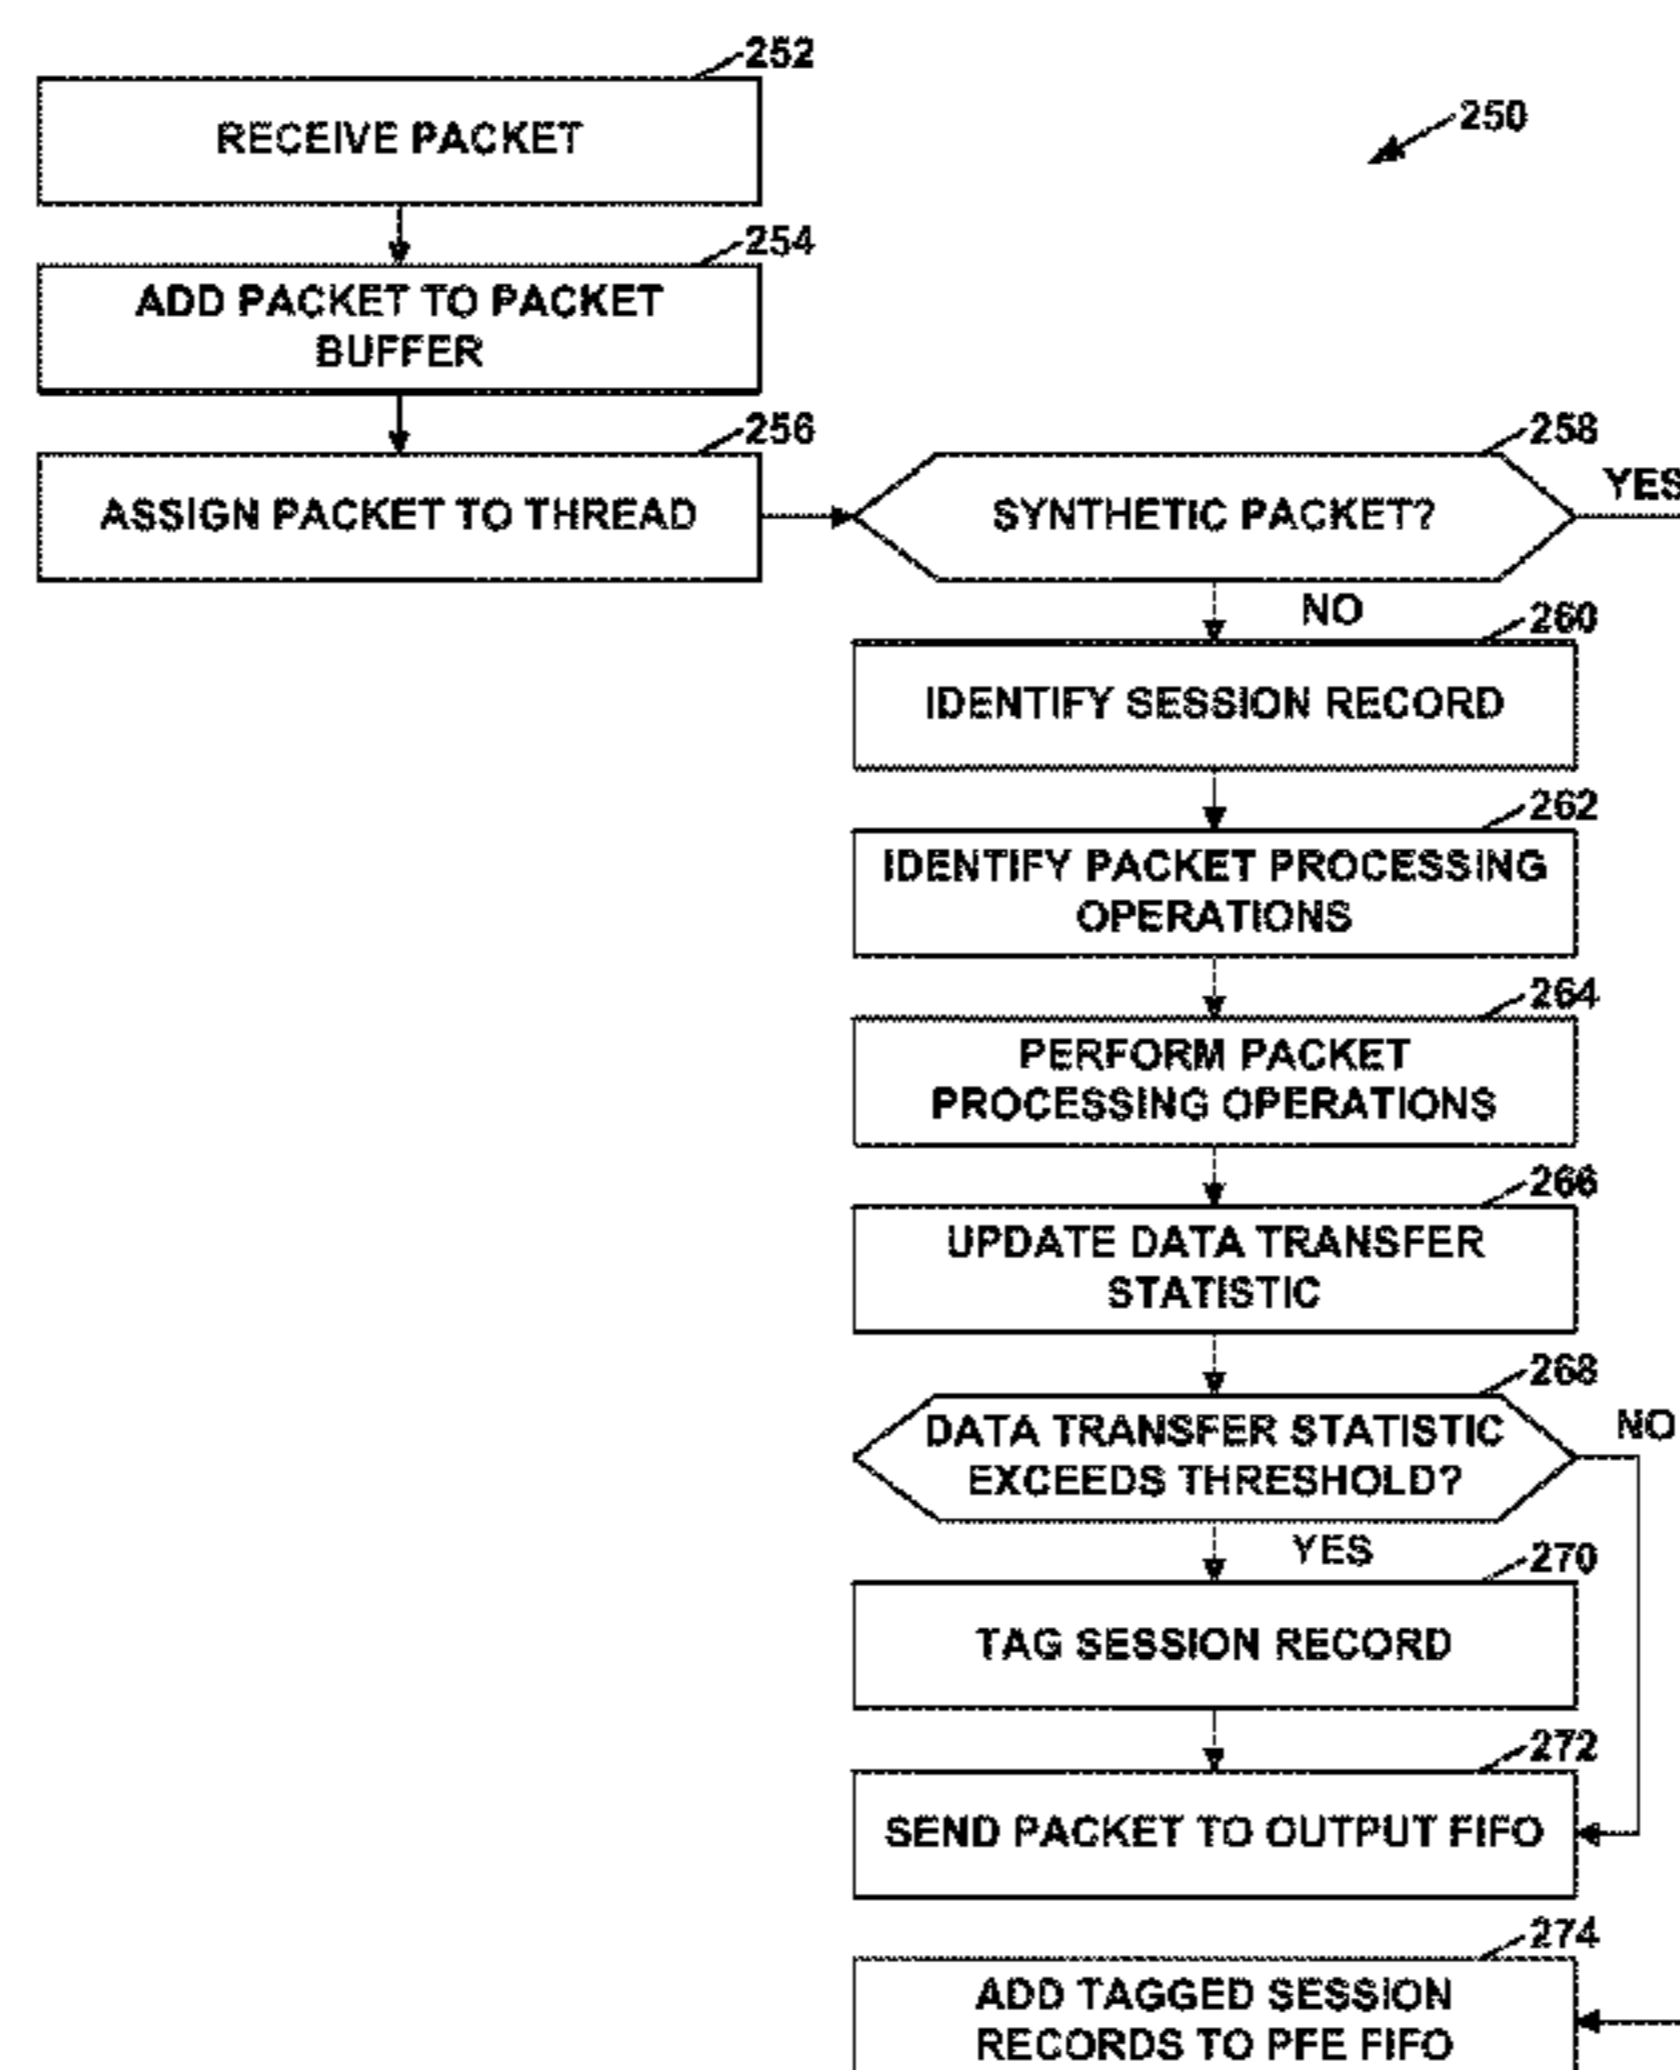 252
RECEIVE PACKET
250
254
ADD PACKET TO PACKET
BUFFER
256
ASSIGN PACKET TO THREAD
258
SYNTHETIC PACKET?
YES
NO
260
IDENTIFY SESSION RECORD
262
IDENTIFY PACKET PROCESSING
OPERATIONS
264
PERFORM PACKET
PROCESSING OPERATIONS
266
UPDATE DATA TRANSFER
STATISTIC
268
DATA TRANSFER STATISTIC
EXCEEDS THRESHOLD?
NO
YES
270
TAG SESSION RECORD
272
SEND PACKET TO OUTPUT FIFO
274
ADD TAGGED SESSION
RECORDS TO PFE FIFO